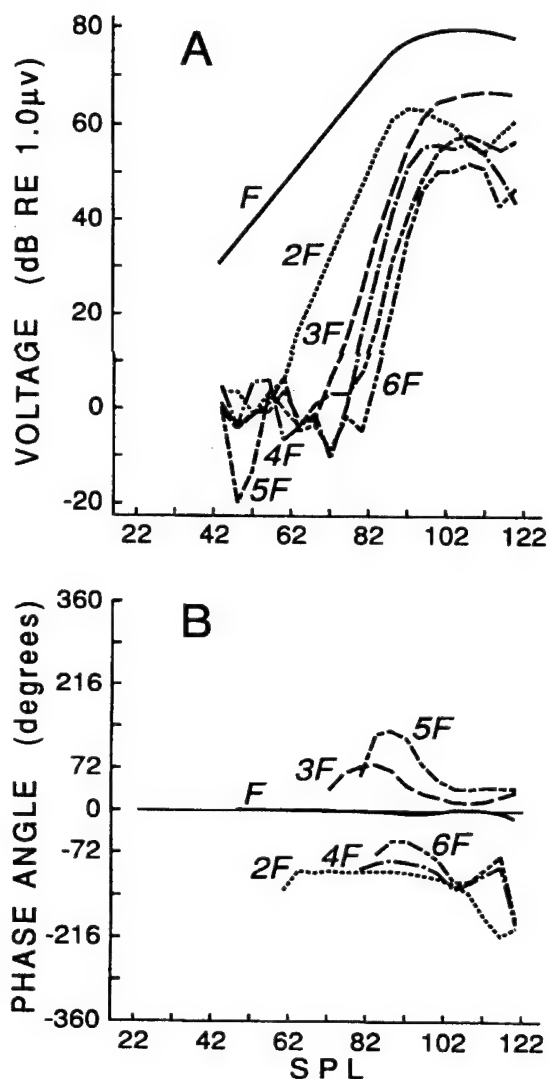 A
VOLTAGE (dB RE 1.0μv)
80
60
40
20
0
-20
F
2F
3F
4F
5F
6F
22 42 62 82 102 122
B
PHASE ANGLE (degrees)
360
216
72
0
-72
-216
-360
5F
3F
F
2F 4F 6F
22 42 62 82 102 122
SPL